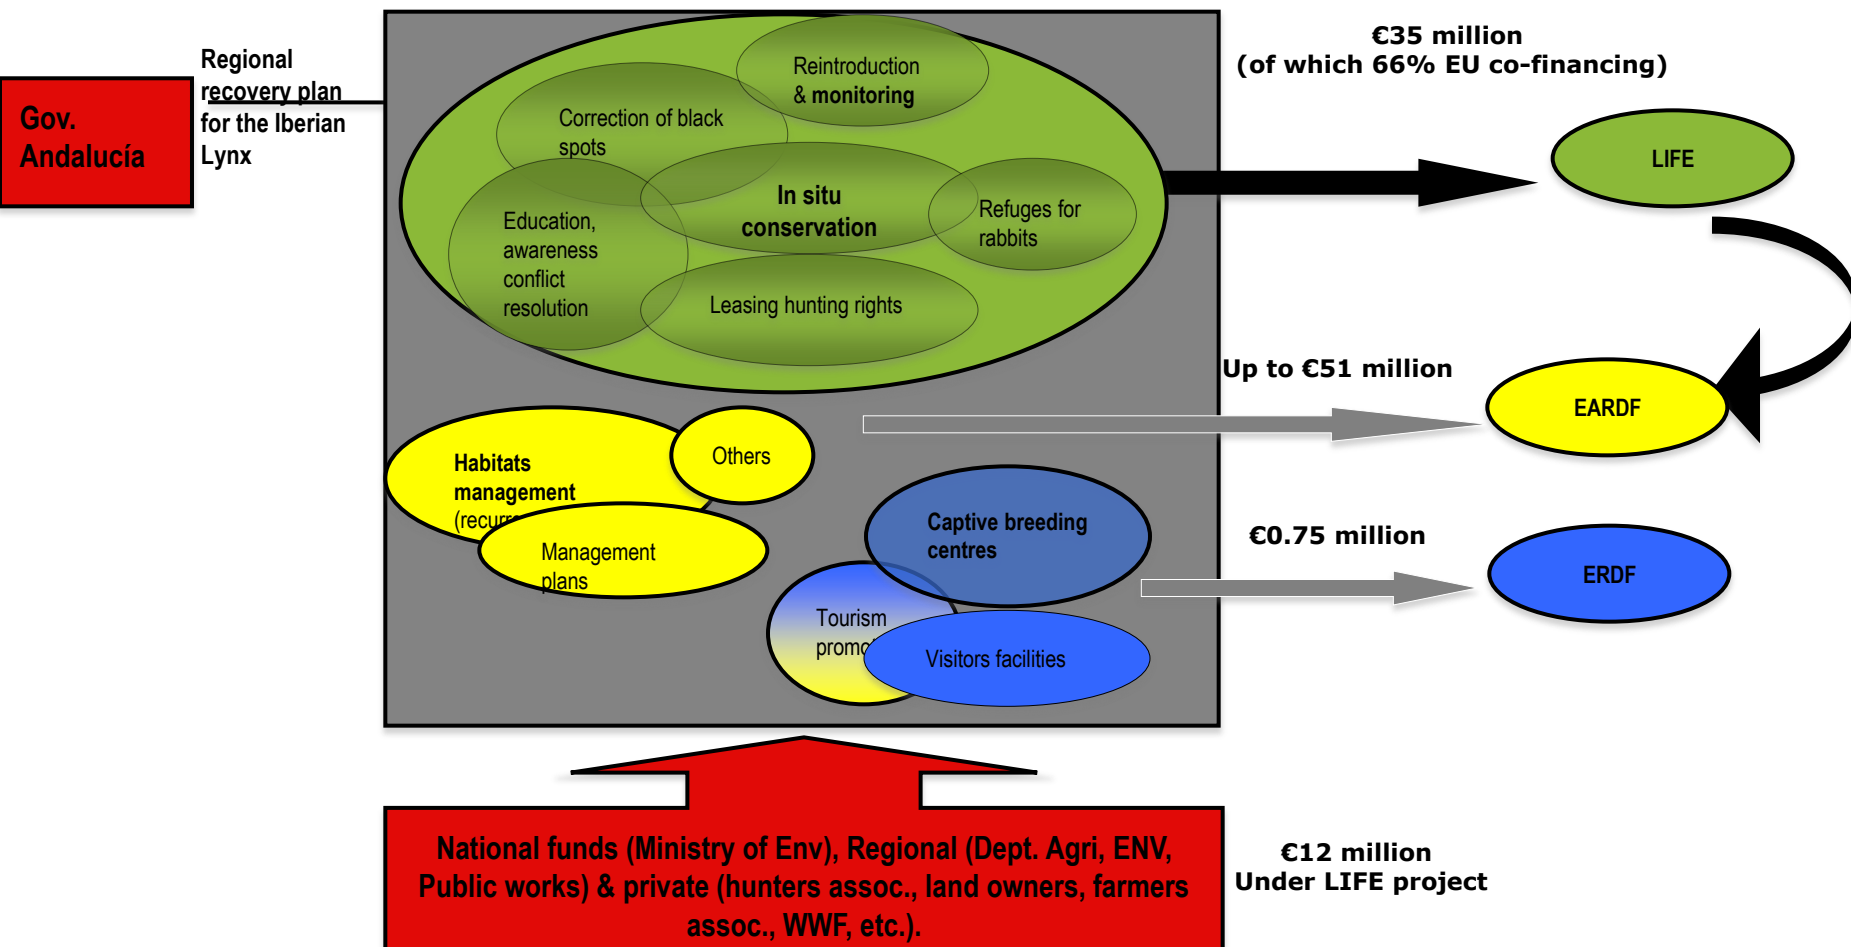 Gov.
Andalucía
Regional
recovery plan
for the Iberian
Lynx
Reintroduction
& monitoring
Correction of black
spots
In situ
conservation
Refuges for
rabbits
Education,
awareness
conflict
resolution
Leasing hunting rights
€35 million
(of which 66% EU co-financing)
LIFE
Up to €51 million
EARDF
Habitats
management
Others
Management
plans
Captive breeding
centres
€0.75 million
ERDF
Tourism
Visitors facilities
National funds (Ministry of Env), Regional (Dept. Agri, ENV,
Public works) & private (hunters assoc., land owners, farmers
assoc., WWF, etc.).
€12 million
Under LIFE project